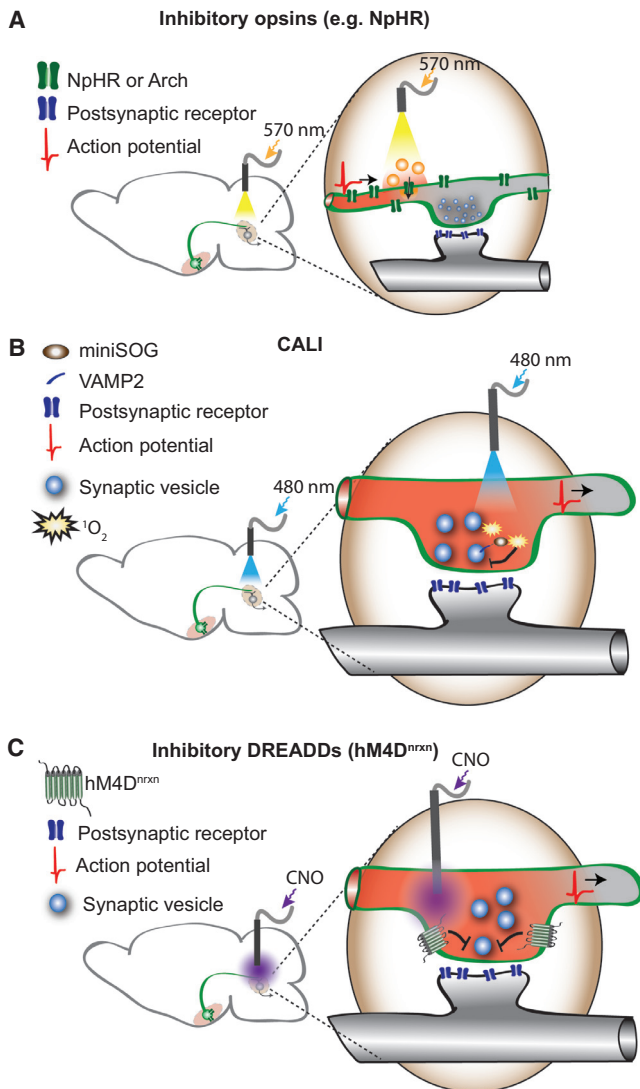 A
Inhibitory opsins (e.g. NpHR)
NpHR or Arch
Postsynaptic receptor
Action potential
570 nm
570 nm
B
CALI
miniSOG
VAMP2
Postsynaptic receptor
Action potential
Synaptic vesicle
¹O₂
480 nm
480 nm
C
Inhibitory DREADDs (hM4Dⁿʳˣⁿ)
hM4Dⁿʳˣⁿ
Postsynaptic receptor
Action potential
Synaptic vesicle
CNO
CNO